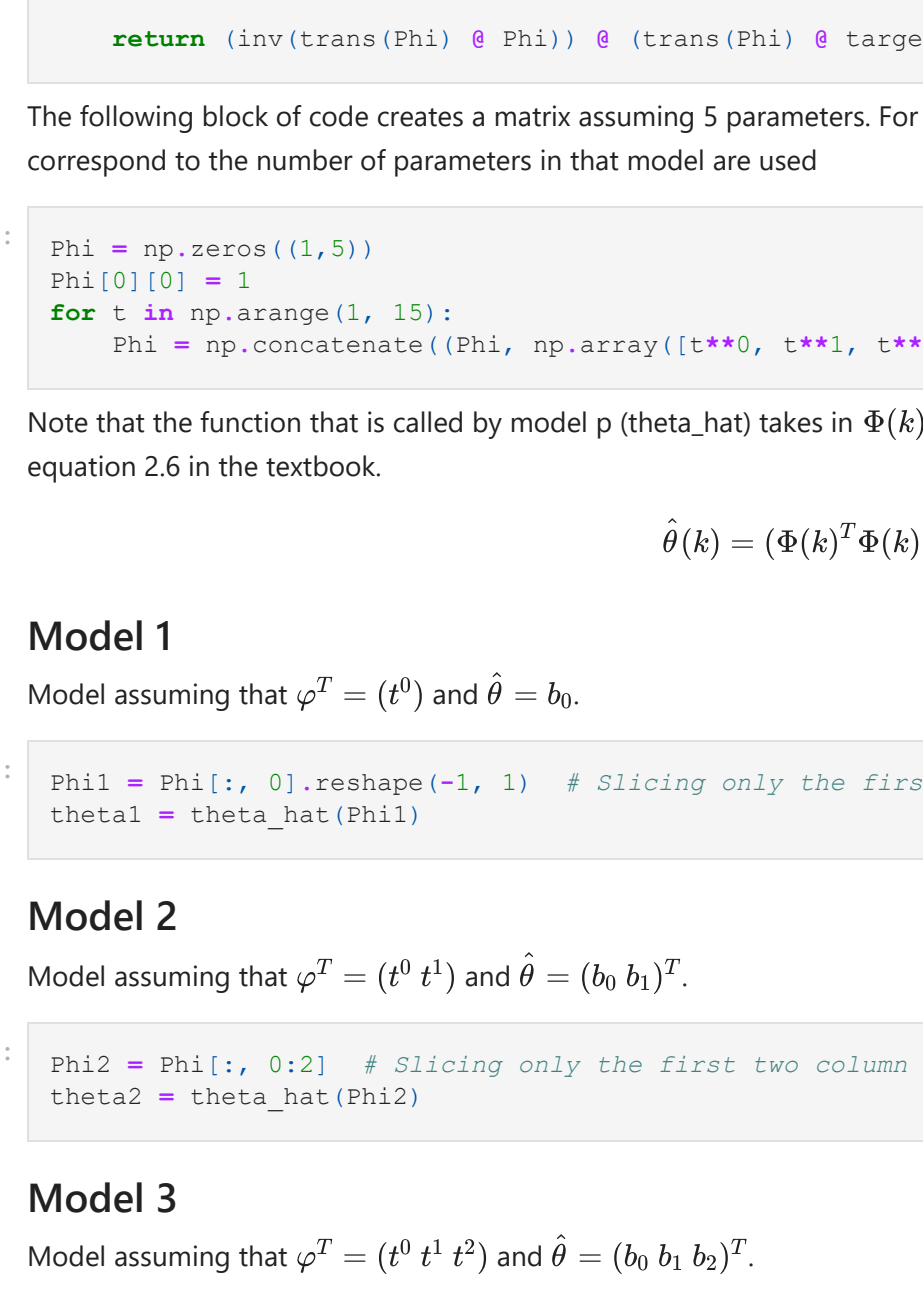 return (inv(trans(Phi) @ Phi)) @ (trans(Phi) @ targe
The following block of code creates a matrix assuming 5 parameters. For
correspond to the number of parameters in that model are used
:
Phi = np.zeros((1,5))
Phi[0][0] = 1
for t in np.arange(1, 15):
Phi = np.concatenate((Phi, np.array([t**0, t**1, t**
Note that the function that is called by model p (theta_hat) takes in Φ(k)
equation 2.6 in the textbook.
θ̂(k) = (Φ(k)ᵀΦ(k)
Model 1
Model assuming that φᵀ = (t⁰) and θ̂ = b₀.
:
Phi1 = Phi[:, 0].reshape(-1, 1) # Slicing only the firs
theta1 = theta_hat(Phi1)
Model 2
Model assuming that φᵀ = (t⁰ t¹) and θ̂ = (b₀ b₁)ᵀ.
:
Phi2 = Phi[:, 0:2] # Slicing only the first two column
theta2 = theta_hat(Phi2)
Model 3
Model assuming that φᵀ = (t⁰ t¹ t²) and θ̂ = (b₀ b₁ b₂)ᵀ.